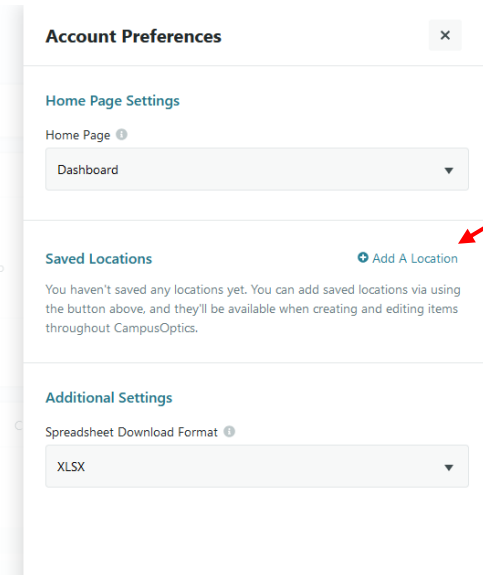 Account Preferences
Home Page Settings
Home Page
Dashboard
Saved Locations
Add A Location
You haven't saved any locations yet. You can add saved locations via using
the button above, and they'll be available when creating and editing items
throughout CampusOptics.
Additional Settings
Spreadsheet Download Format
XLSX